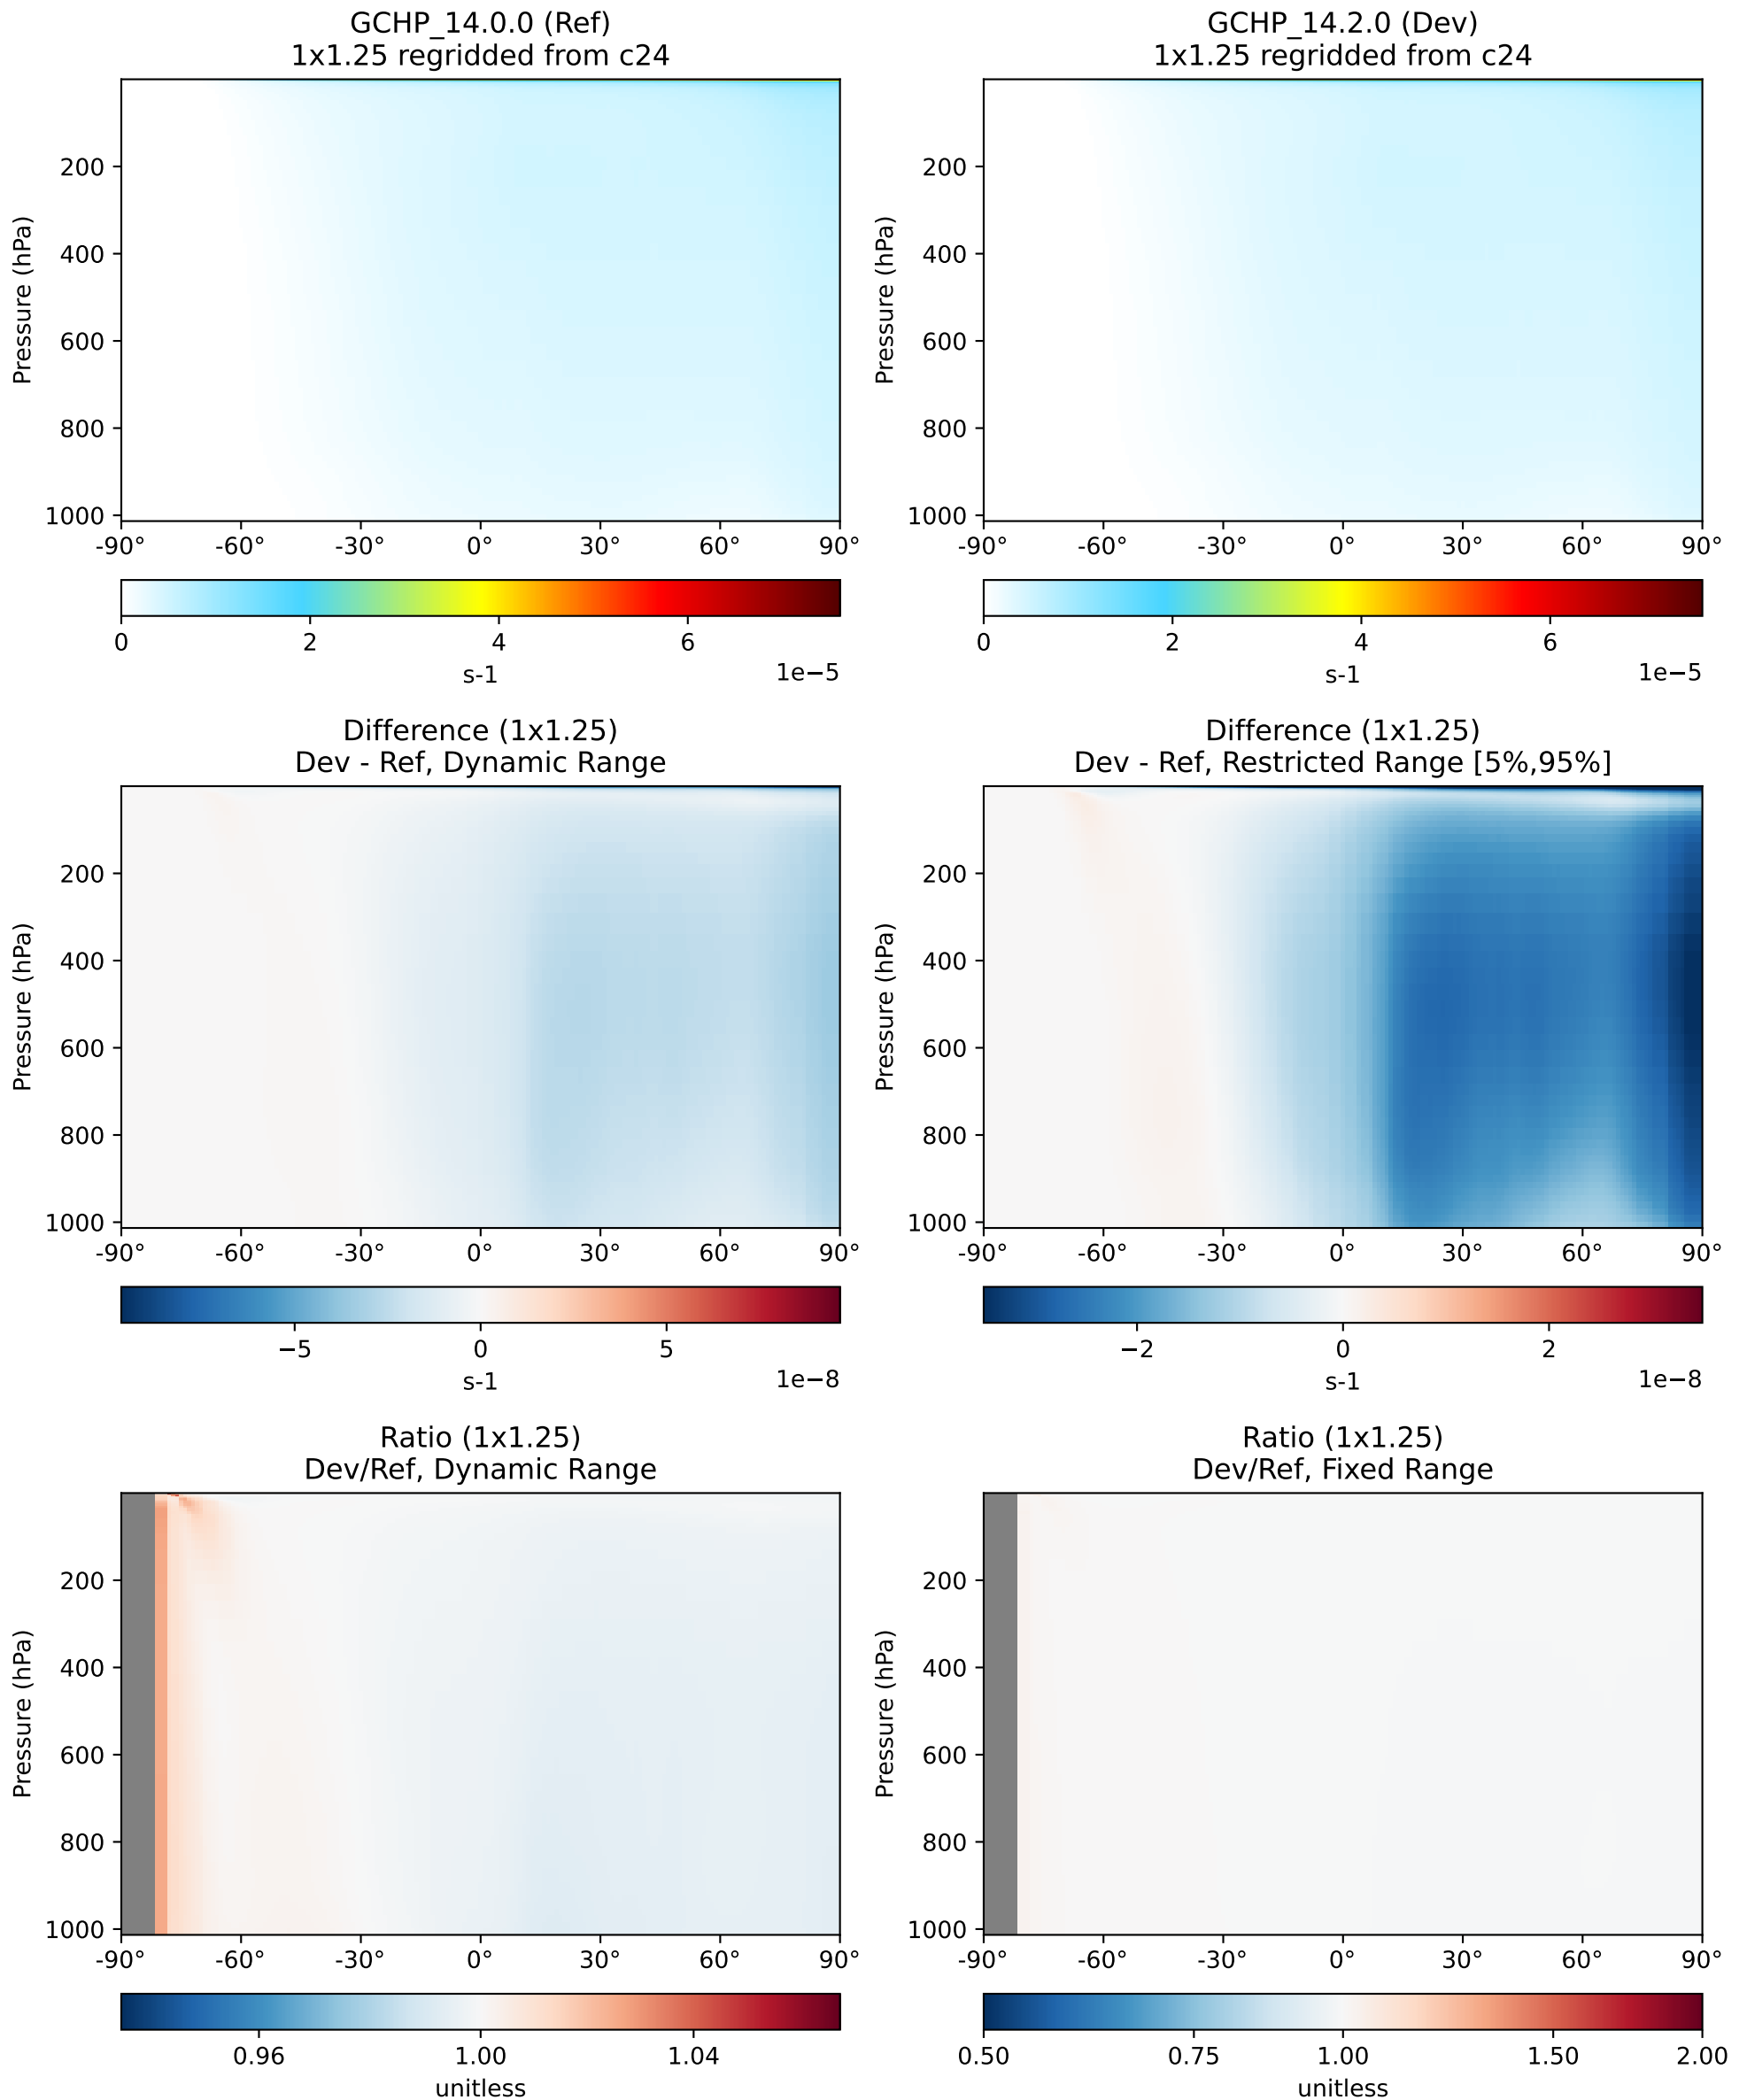 GCHP_14.0.0 (Ref)
1x1.25 regridded from c24
Pressure (hPa)
200
400
600
800
1000
-90° -60° -30° 0° 30° 60° 90°
0 2 4 6
s-1 1e−5
GCHP_14.2.0 (Dev)
1x1.25 regridded from c24
Pressure (hPa)
200
400
600
800
1000
-90° -60° -30° 0° 30° 60° 90°
0 2 4 6
s-1 1e−5
Difference (1x1.25)
Dev - Ref, Dynamic Range
Pressure (hPa)
200
400
600
800
1000
-90° -60° -30° 0° 30° 60° 90°
−5 0 5
s-1 1e−8
Difference (1x1.25)
Dev - Ref, Restricted Range [5%,95%]
Pressure (hPa)
200
400
600
800
1000
-90° -60° -30° 0° 30° 60° 90°
−2 0 2
s-1 1e−8
Ratio (1x1.25)
Dev/Ref, Dynamic Range
Pressure (hPa)
200
400
600
800
1000
-90° -60° -30° 0° 30° 60° 90°
0.96 1.00 1.04
unitless
Ratio (1x1.25)
Dev/Ref, Fixed Range
Pressure (hPa)
200
400
600
800
1000
-90° -60° -30° 0° 30° 60° 90°
0.50 0.75 1.00 1.50 2.00
unitless